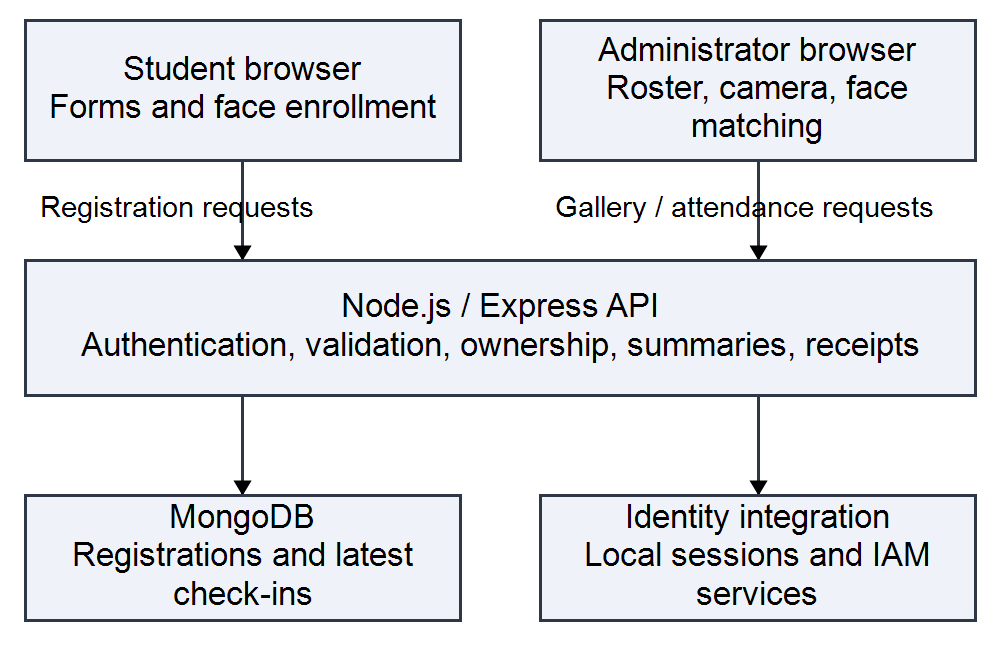 Student browser
Forms and face enrollment
Administrator browser
Roster, camera, face
matching
Registration requests
Gallery / attendance requests
Node.js / Express API
Authentication, validation, ownership, summaries, receipts
MongoDB
Registrations and latest
check-ins
Identity integration
Local sessions and IAM
services